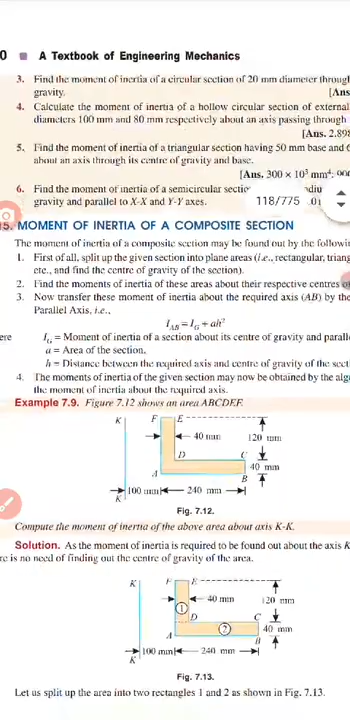 0 ■ A Textbook of Engineering Mechanics
3. Find the moment of inertia of a circular section of 20 mm diameter through
gravity. [Ans
4. Calculate the moment of inertia of a hollow circular section of external
diameters 100 mm and 80 mm respectively about an axis passing through
[Ans. 2.898
5. Find the moment of inertia of a triangular section having 50 mm base and 6
about an axis through its centre of gravity and base.
[Ans. 300 × 10³ mm⁴; 900
6. Find the moment of inertia of a semicircular sectio
gravity and parallel to X-X and Y-Y axes.
118/775
5. MOMENT OF INERTIA OF A COMPOSITE SECTION
The moment of inertia of a composite section may be found out by the followin
1. First of all, split up the given section into plane areas (i.e., rectangular, triang
etc., and find the centre of gravity of the section).
2. Find the moments of inertia of these areas about their respective centres of
3. Now transfer these moment of inertia about the required axis (AB) by the
Parallel Axis, i.e.,
I_AB = I_G + ah²
ere I_G = Moment of inertia of a section about its centre of gravity and paralle
a = Area of the section,
h = Distance between the required axis and centre of gravity of the secti
4. The moments of inertia of the given section may now be obtained by the alge
the moment of inertia about the required axis.
Example 7.9. Figure 7.12 shows an area ABCDEF.
K F E
40 mm 120 mm
D C
40 mm
A B
100 mm 240 mm
K
Fig. 7.12.
Compute the moment of inertia of the above area about axis K-K.
Solution. As the moment of inertia is required to be found out about the axis K
re is no need of finding out the centre of gravity of the area.
K F E
40 mm 120 mm
1
D C
2 40 mm
A B
100 mm 240 mm
K
Fig. 7.13.
Let us split up the area into two rectangles 1 and 2 as shown in Fig. 7.13.